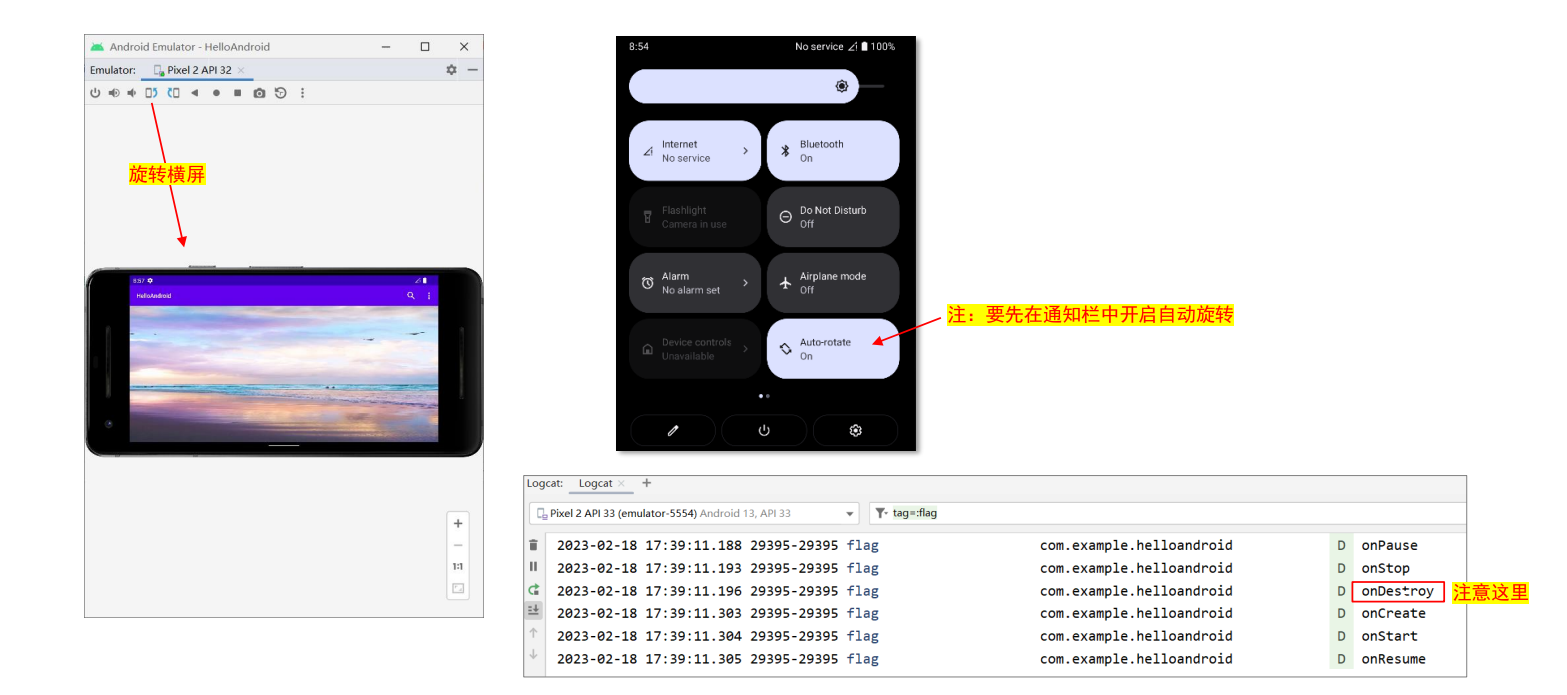 Android Emulator - HelloAndroid
Emulator: Pixel 2 API 32
旋转横屏
8:57
HelloAndroid
1:1
8:54 No service 100%
Internet
No service
Bluetooth
On
Flashlight
Camera in use
Do Not Disturb
Off
Alarm
No alarm set
Airplane mode
Off
Device controls
Unavailable
Auto-rotate
On
注：要先在通知栏中开启自动旋转
Logcat: Logcat
Pixel 2 API 33 (emulator-5554) Android 13, API 33 tag=:flag
2023-02-18 17:39:11.188 29395-29395 flag com.example.helloandroid D onPause
2023-02-18 17:39:11.193 29395-29395 flag com.example.helloandroid D onStop
2023-02-18 17:39:11.196 29395-29395 flag com.example.helloandroid D onDestroy 注意这里
2023-02-18 17:39:11.303 29395-29395 flag com.example.helloandroid D onCreate
2023-02-18 17:39:11.304 29395-29395 flag com.example.helloandroid D onStart
2023-02-18 17:39:11.305 29395-29395 flag com.example.helloandroid D onResume